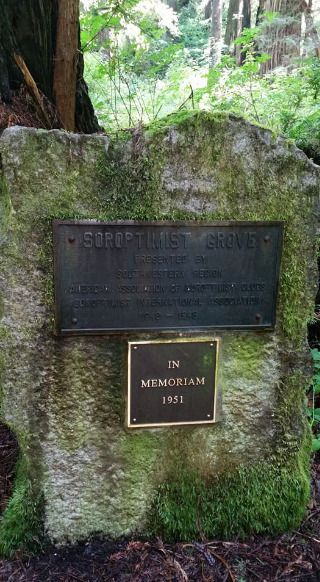 SOROPTIMIST GROVE
PRESENTED BY
SOUTHWESTERN REGION
AMERICAN ASSOCIATION OF SOROPTIMIST CLUBS
SOROPTIMIST INTERNATIONAL ASSOCIATION
IN
MEMORIAM
1951